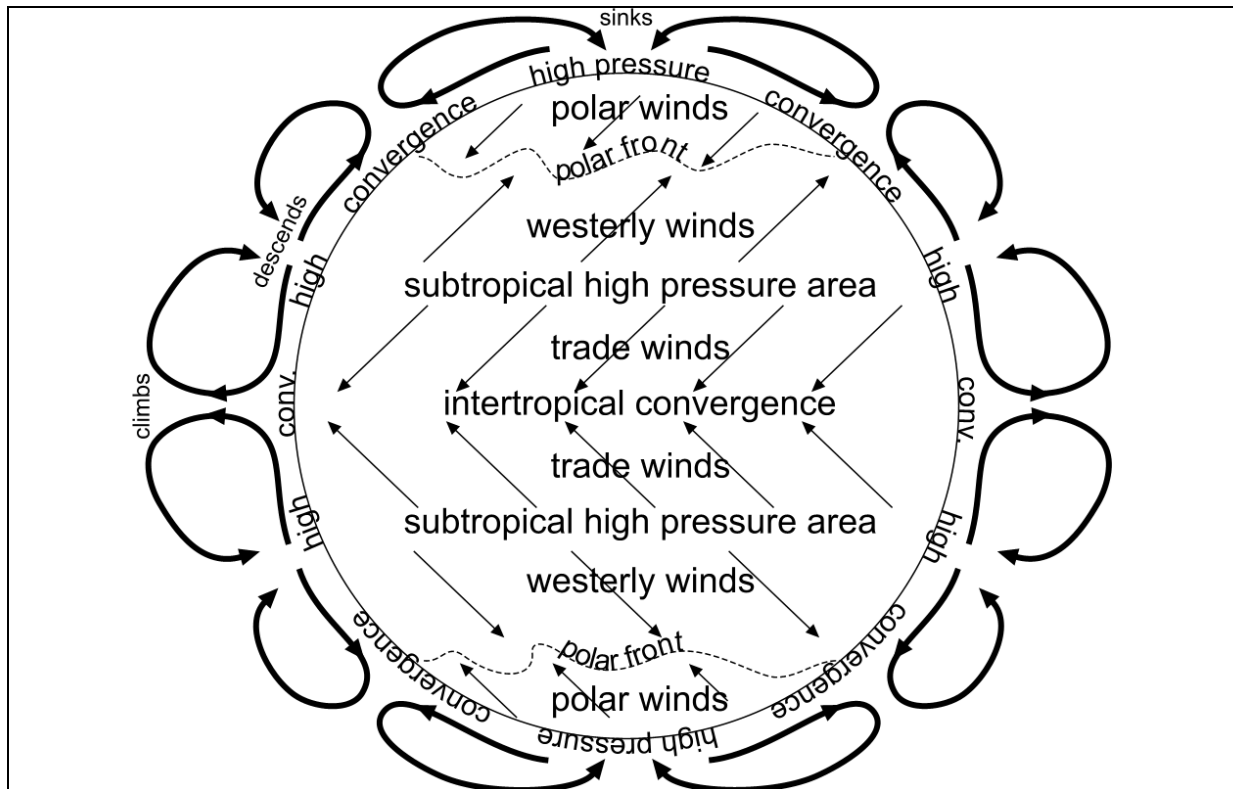 sinks
high pressure
polar winds
convergence
convergence
polar front
westerly winds
descends
high
high
subtropical high pressure area
trade winds
climbs
conv.
intertropical convergence
conv.
trade winds
high
subtropical high pressure area
high
westerly winds
polar front
convergence
convergence
polar winds
high pressure